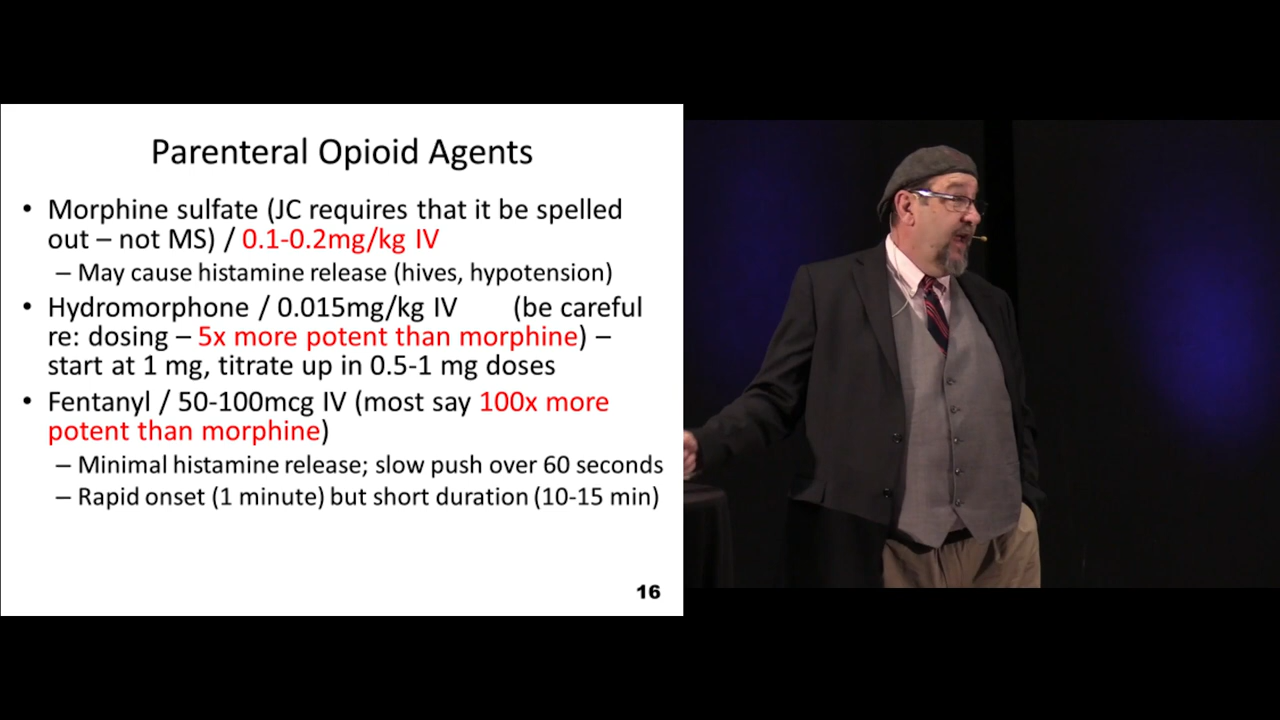 Parenteral Opioid Agents
• Morphine sulfate (JC requires that it be spelled
out – not MS) / 0.1-0.2mg/kg IV
– May cause histamine release (hives, hypotension)
• Hydromorphone / 0.015mg/kg IV (be careful
re: dosing – 5x more potent than morphine) –
start at 1 mg, titrate up in 0.5-1 mg doses
• Fentanyl / 50-100mcg IV (most say 100x more
potent than morphine)
– Minimal histamine release; slow push over 60 seconds
– Rapid onset (1 minute) but short duration (10-15 min)
16